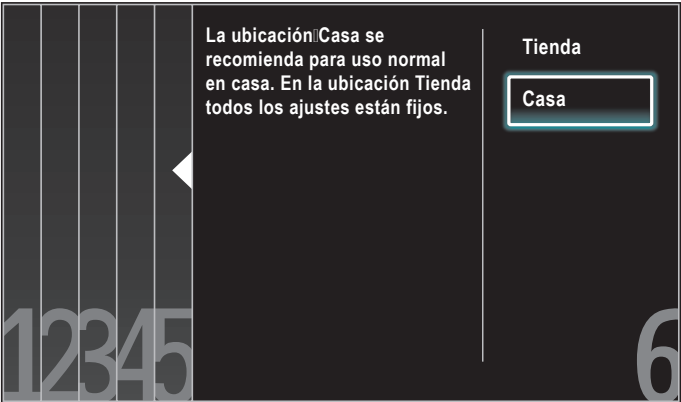 La ubicación▯Casa se
recomienda para uso normal
en casa. En la ubicación Tienda
todos los ajustes están fijos.
Tienda
Casa
12345
6